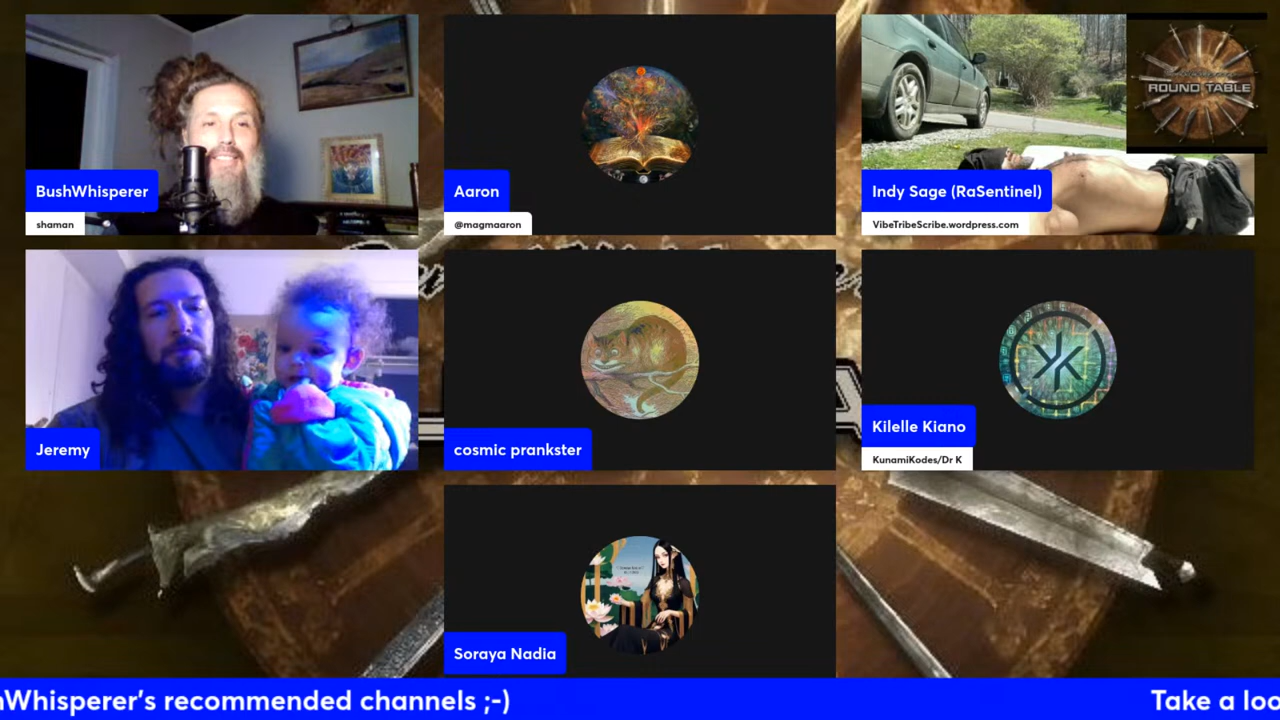 ROUND TABLE
BushWhisperer
shaman
Aaron
@magmaaron
Indy Sage (RaSentinel)
VibeTribeScribe.wordpress.com
Jeremy
cosmic prankster
Kilelle Kiano
KunamiKodes/Dr K
Soraya Nadia
Whisperer's recommended channels ;-)
Take a loo